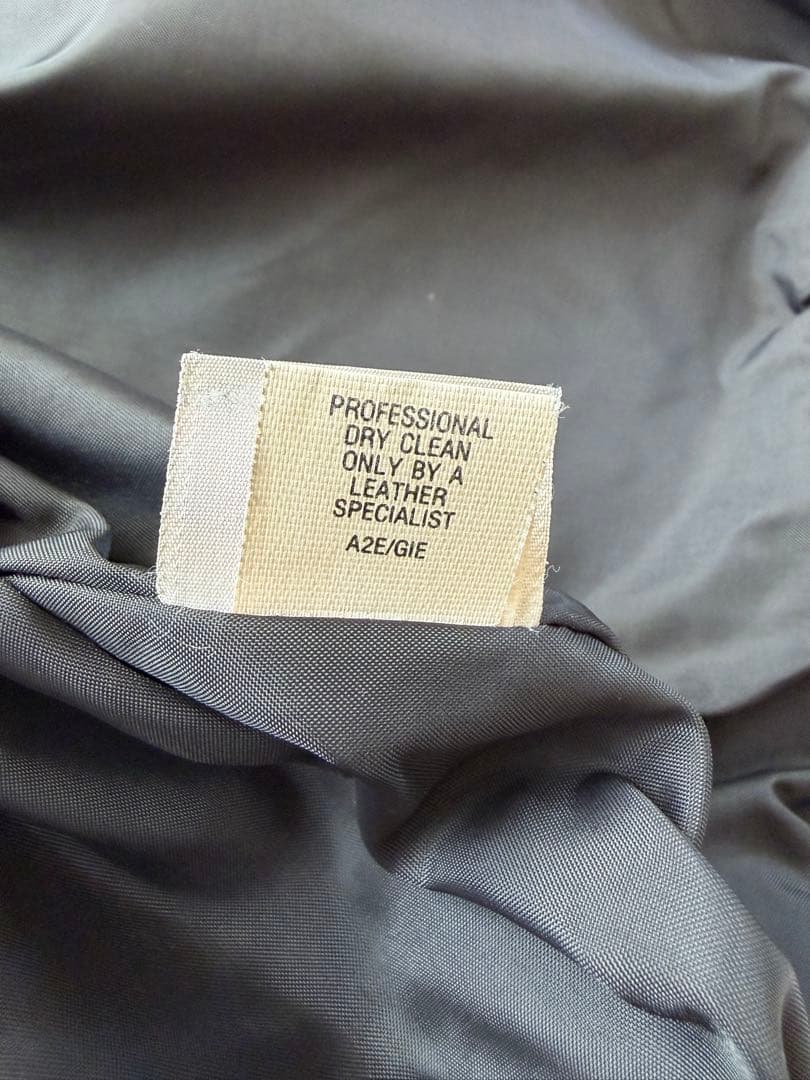 PROFESSIONAL
DRY CLEAN
ONLY BY A
LEATHER
SPECIALIST
A2E/GIE